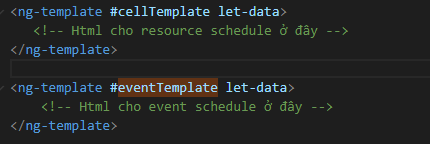 <ng-template #cellTemplate let-data>
<!-- Html cho resource schedule ở đây -->
</ng-template>
<ng-template #eventTemplate let-data>
<!-- Html cho event schedule ở đây -->
</ng-template>